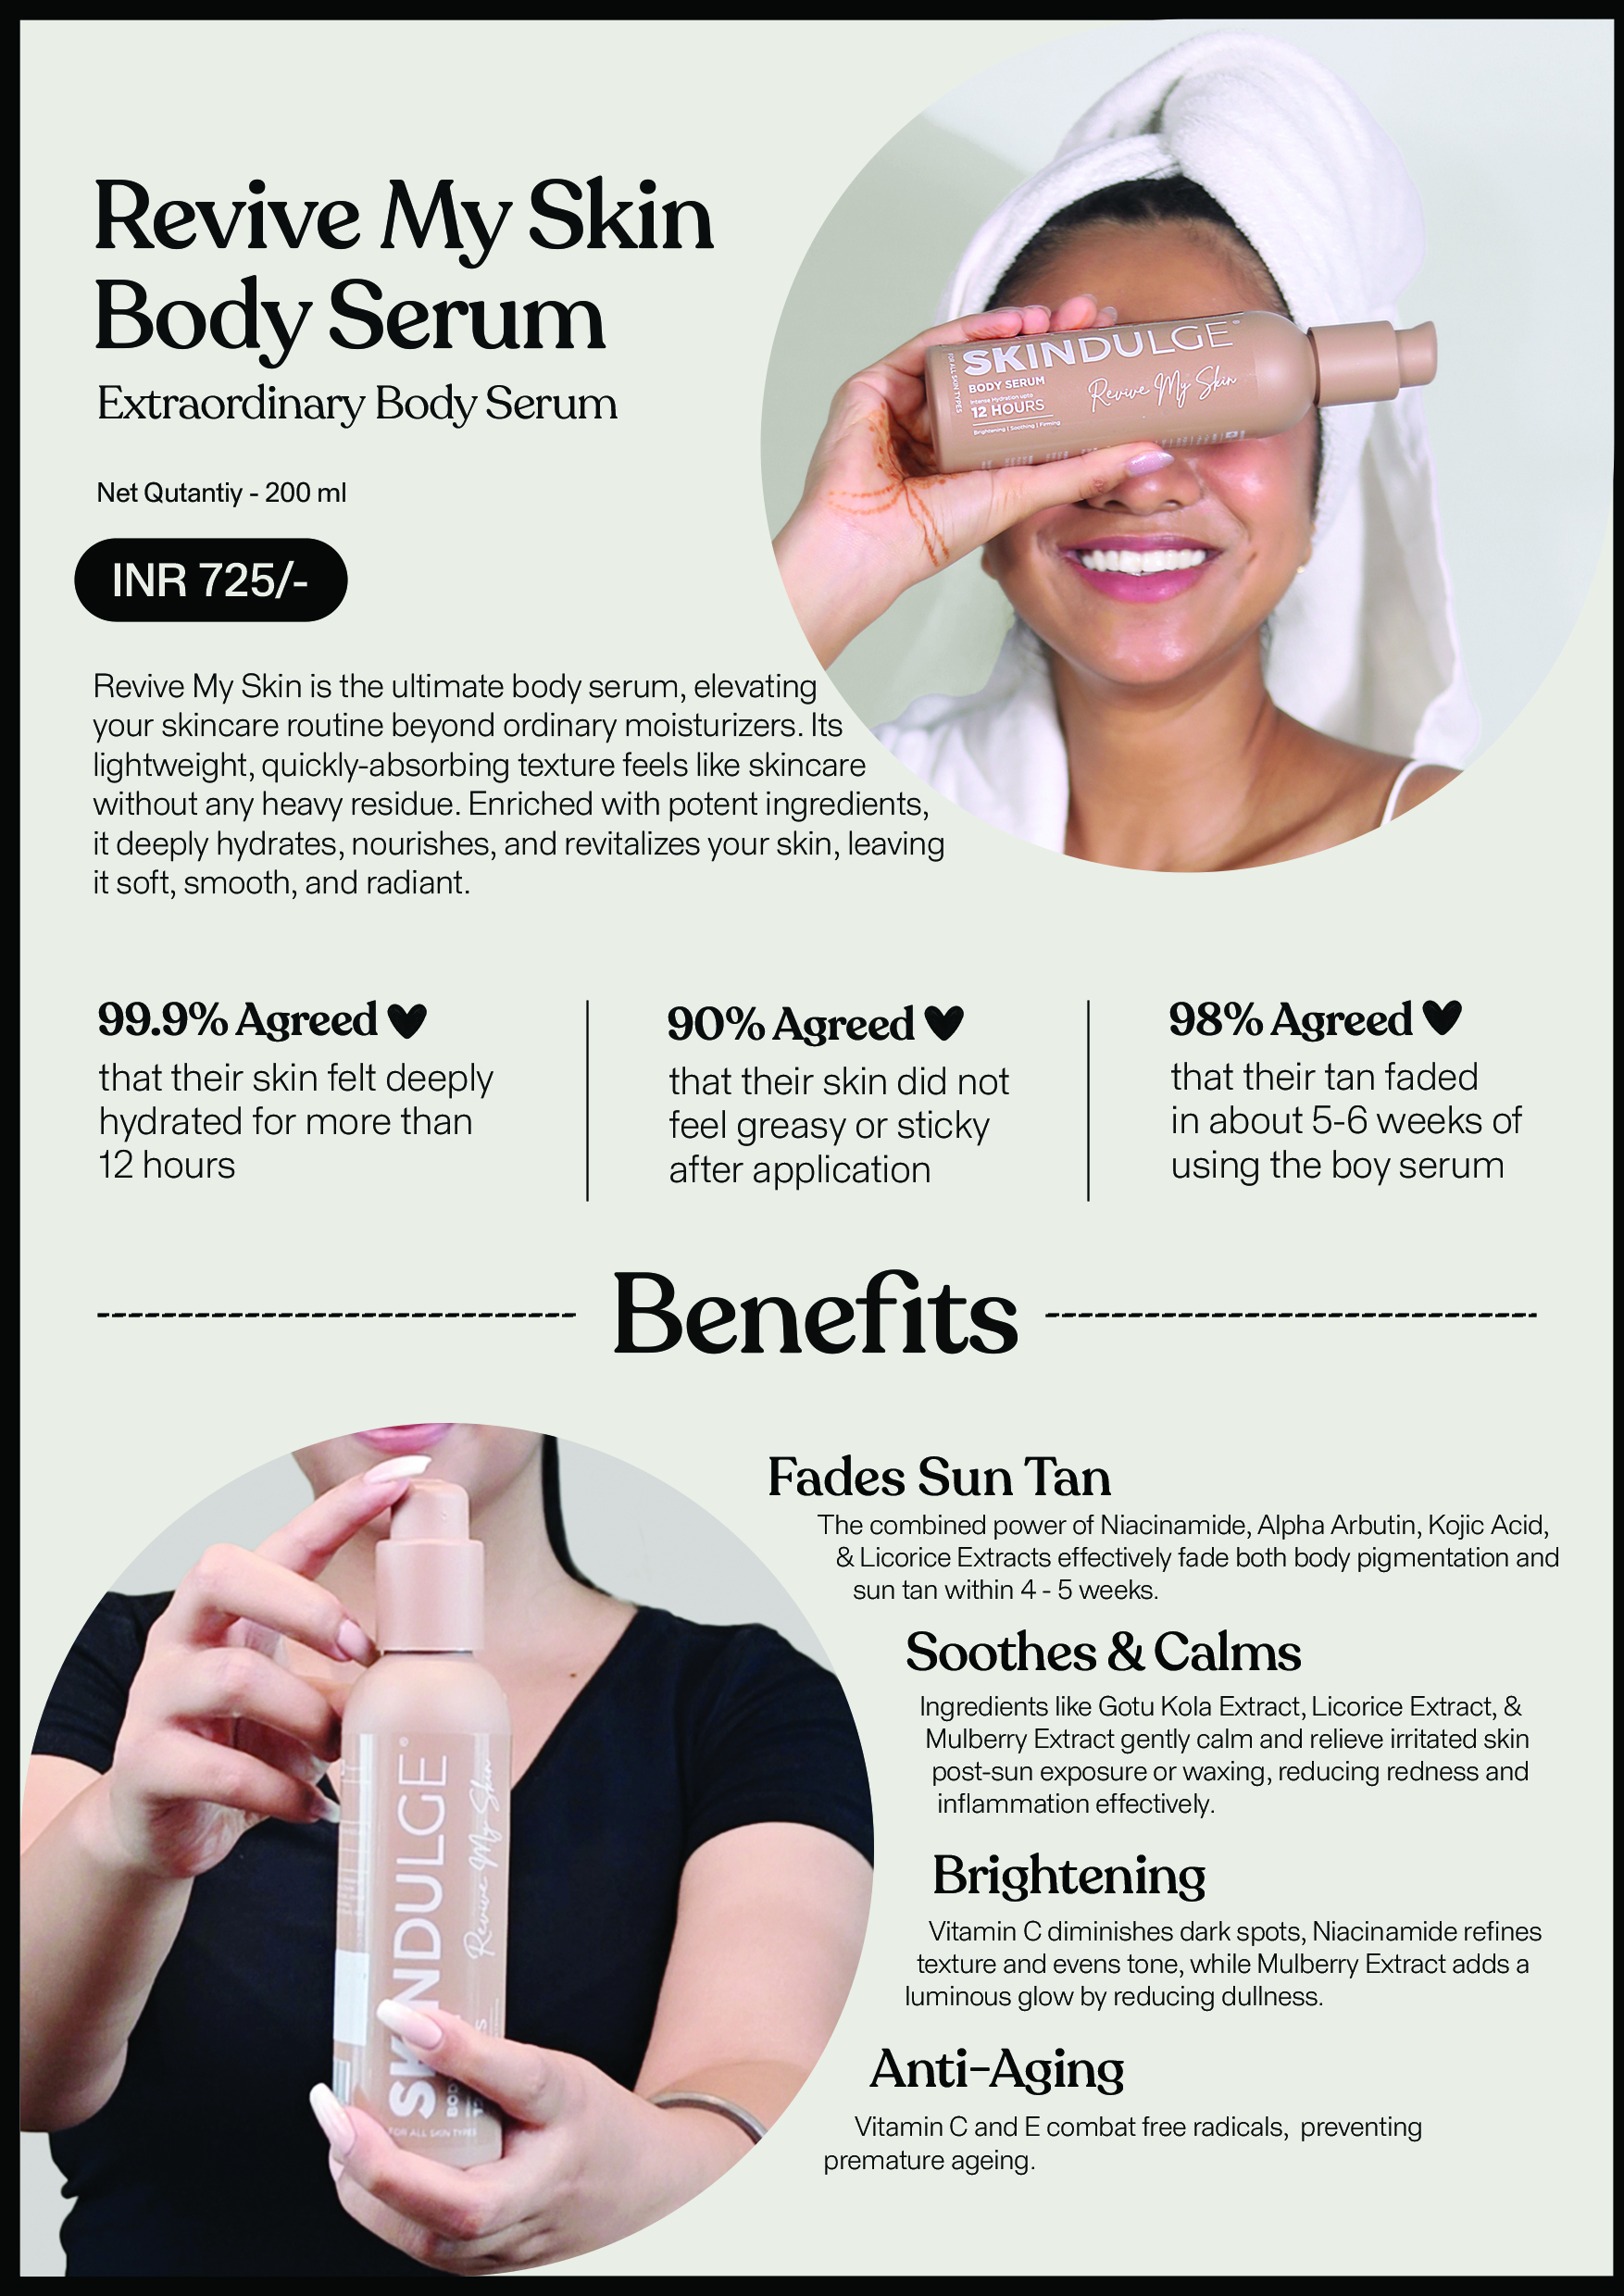 Revive My Skin
Body Serum
Extraordinary Body Serum
Net Qutantiy - 200 ml
INR 725/-
SKINDULGE®
BODY SERUM
Intense Hydration upto
12 HOURS
Brightening | Soothing | Firming
Revive My Skin
FOR ALL SKIN TYPES
Revive My Skin is the ultimate body serum, elevating
your skincare routine beyond ordinary moisturizers. Its
lightweight, quickly-absorbing texture feels like skincare
without any heavy residue. Enriched with potent ingredients,
it deeply hydrates, nourishes, and revitalizes your skin, leaving
it soft, smooth, and radiant.
99.9% Agreed
that their skin felt deeply
hydrated for more than
12 hours
90% Agreed
that their skin did not
feel greasy or sticky
after application
98% Agreed
that their tan faded
in about 5-6 weeks of
using the boy serum
Benefits
Fades Sun Tan
The combined power of Niacinamide, Alpha Arbutin, Kojic Acid,
& Licorice Extracts effectively fade both body pigmentation and
sun tan within 4 - 5 weeks.
Soothes & Calms
Ingredients like Gotu Kola Extract, Licorice Extract, &
Mulberry Extract gently calm and relieve irritated skin
post-sun exposure or waxing, reducing redness and
inflammation effectively.
Brightening
Vitamin C diminishes dark spots, Niacinamide refines
texture and evens tone, while Mulberry Extract adds a
luminous glow by reducing dullness.
Anti-Aging
Vitamin C and E combat free radicals, preventing
premature ageing.
SKINDULGE®
Revive My Skin
FOR ALL SKIN TYPES